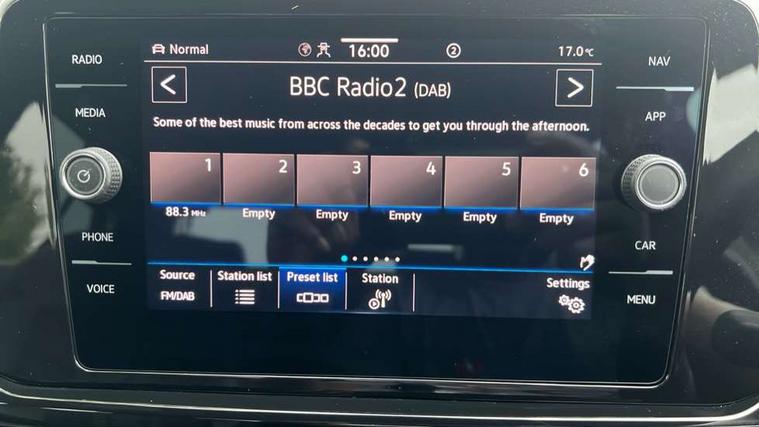 RADIO
MEDIA
PHONE
VOICE
Normal 16:00 2 17.0°C
< BBC Radio2 (DAB) >
Some of the best music from across the decades to get you through the afternoon.
1 2 3 4 5 6
88.3 MHz Empty Empty Empty Empty Empty
Source Station list Preset list Station Settings
FM/DAB
NAV
APP
CAR
MENU